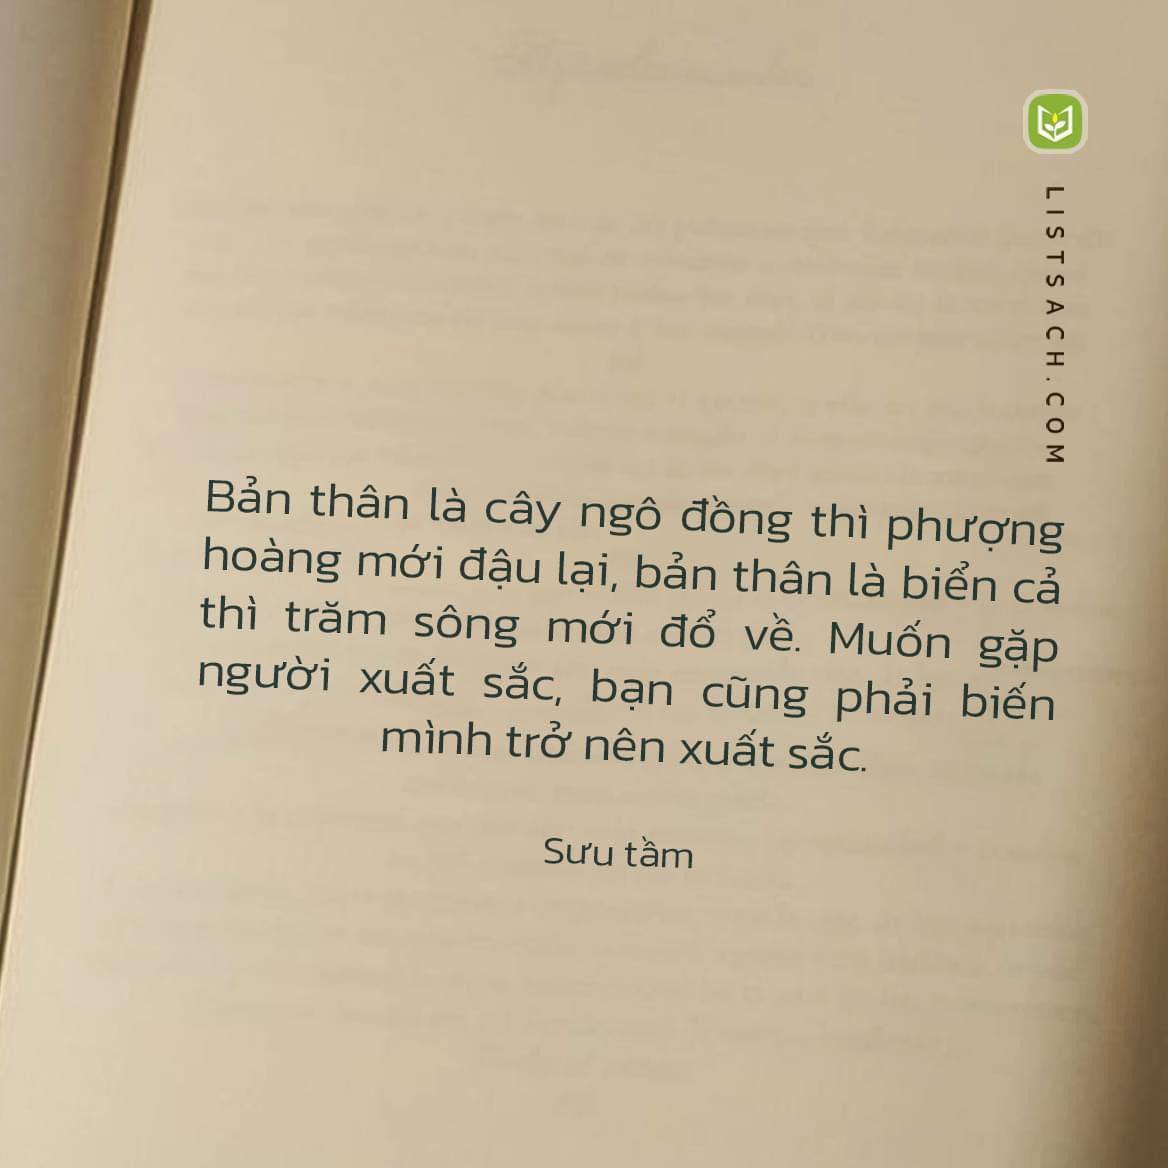 LISTSACH.COM
Bản thân là cây ngô đồng thì phượng
hoàng mới đậu lại, bản thân là biển cả
thì trăm sông mới đổ về. Muốn gặp
người xuất sắc, bạn cũng phải biến
mình trở nên xuất sắc.
Sưu tầm